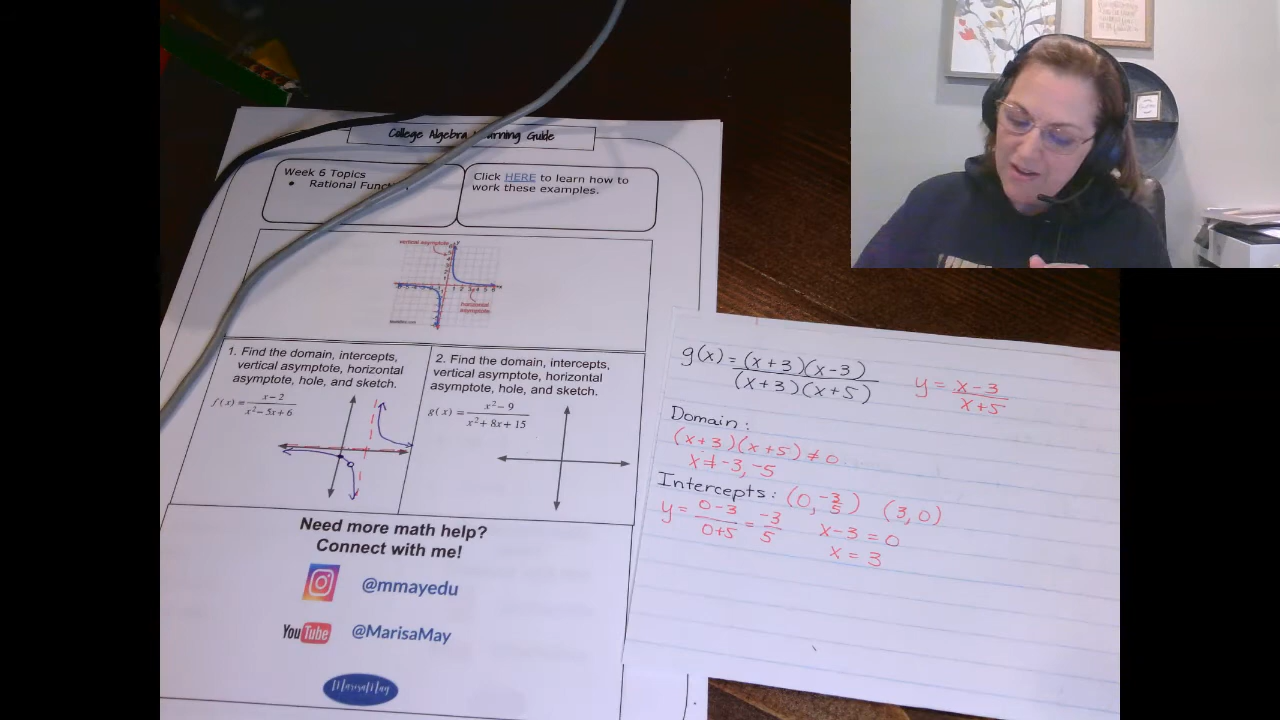 College Algebra Learning Guide
Week 6 Topics
• Rational Funct
Click HERE to learn how to
work these examples.
vertical asymptote
horizontal
asymptote
1. Find the domain, intercepts,
vertical asymptote, horizontal
asymptote, hole, and sketch.
f(x) = x−2 / x²−5x+6
2. Find the domain, intercepts,
vertical asymptote, horizontal
asymptote, hole, and sketch.
g(x) = x²−9 / x²+8x+15
Need more math help?
Connect with me!
@mmayedu
YouTube @MarisaMay
MarisaMay
g(x) = (x+3)(x-3) / (x+3)(x+5)
y = x-3 / x+5
Domain:
(x+3)(x+5) ≠ 0
x ≠ -3, -5
Intercepts: (0, -3/5) (3, 0)
y = 0-3 / 0+5 = -3 / 5
x-3 = 0
x = 3